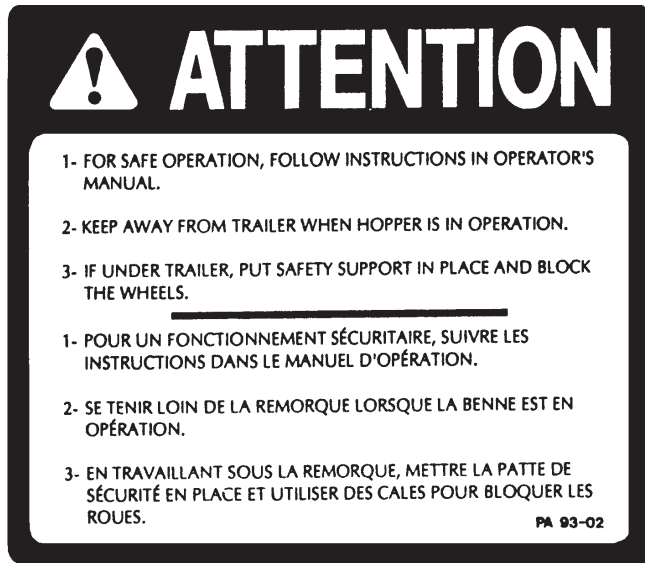 ATTENTION
1- FOR SAFE OPERATION, FOLLOW INSTRUCTIONS IN OPERATOR'S
MANUAL.
2- KEEP AWAY FROM TRAILER WHEN HOPPER IS IN OPERATION.
3- IF UNDER TRAILER, PUT SAFETY SUPPORT IN PLACE AND BLOCK
THE WHEELS.
1- POUR UN FONCTIONNEMENT SÉCURITAIRE, SUIVRE LES
INSTRUCTIONS DANS LE MANUEL D'OPÉRATION.
2- SE TENIR LOIN DE LA REMORQUE LORSQUE LA BENNE EST EN
OPÉRATION.
3- EN TRAVAILLANT SOUS LA REMORQUE, METTRE LA PATTE DE
SÉCURITÉ EN PLACE ET UTILISER DES CALES POUR BLOQUER LES
ROUES.
PA 93-02